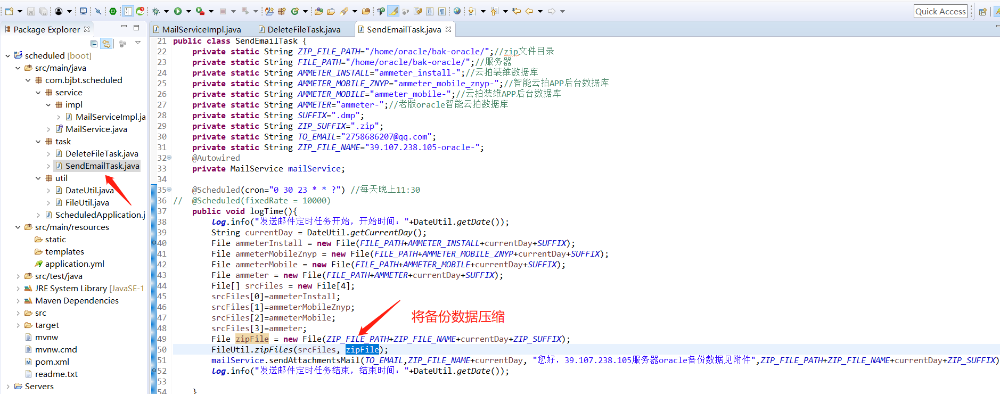 Quick Access
Package Explorer
MailServiceImpl.java
DeleteFileTask.java
SendEmailTask.java
scheduled [boot]
src/main/java
com.bjbt.scheduled
service
impl
MailServiceImpl.ja
MailService.java
task
DeleteFileTask.java
SendEmailTask.java
util
DateUtil.java
FileUtil.java
ScheduledApplication.j
src/main/resources
static
templates
application.yml
src/test/java
JRE System Library [JavaSE-1
Maven Dependencies
src
target
mvnw
mvnw.cmd
pom.xml
readme.txt
Servers
21 public class SendEmailTask {
22 private static String ZIP_FILE_PATH="/home/oracle/bak-oracle/";//zip文件目录
23 private static String FILE_PATH="/home/oracle/bak-oracle/";//服务器
24 private static String AMMETER_INSTALL="ammeter_install-";//云拍装维数据库
25 private static String AMMETER_MOBILE_ZNYP="ammeter_mobile_znyp-";//智能云拍APP后台数据库
26 private static String AMMETER_MOBILE="ammeter_mobile-";//云拍装维APP后台数据库
27 private static String AMMETER="ammeter-";//老版oracle智能云拍数据库
28 private static String SUFFIX=".dmp";
29 private static String ZIP_SUFFIX=".zip";
30 private static String TO_EMAIL="2758686207@qq.com";
31 private static String ZIP_FILE_NAME="39.107.238.105-oracle-";
32 @Autowired
33 private MailService mailService;
34
35 @Scheduled(cron="0 30 23 * * ?") //每天晚上11:30
36 // @Scheduled(fixedRate = 10000)
37 public void logTime(){
38 log.info("发送邮件定时任务开始，开始时间："+DateUtil.getDate());
39 String currentDay = DateUtil.getCurrentDay();
40 File ammeterInstall = new File(FILE_PATH+AMMETER_INSTALL+currentDay+SUFFIX);
41 File ammeterMobileZnyp = new File(FILE_PATH+AMMETER_MOBILE_ZNYP+currentDay+SUFFIX);
42 File ammeterMobile = new File(FILE_PATH+AMMETER_MOBILE+currentDay+SUFFIX);
43 File ammeter = new File(FILE_PATH+AMMETER+currentDay+SUFFIX);
44 File[] srcFiles = new File[4];
45 srcFiles[0]=ammeterInstall;
46 srcFiles[1]=ammeterMobileZnyp;
47 srcFiles[2]=ammeterMobile;
48 srcFiles[3]=ammeter;
将备份数据压缩
49 File zipFile = new File(ZIP_FILE_PATH+ZIP_FILE_NAME+currentDay+ZIP_SUFFIX);
50 FileUtil.zipFiles(srcFiles, zipFile);
51 mailService.sendAttachmentsMail(TO_EMAIL,ZIP_FILE_NAME+currentDay, "您好，39.107.238.105服务器oracle备份数据见附件",ZIP_FILE_PATH+ZIP_FILE_NAME+currentDay+ZIP_SUFFIX)
52 log.info("发送邮件定时任务结束，结束时间："+DateUtil.getDate());
53
54 }